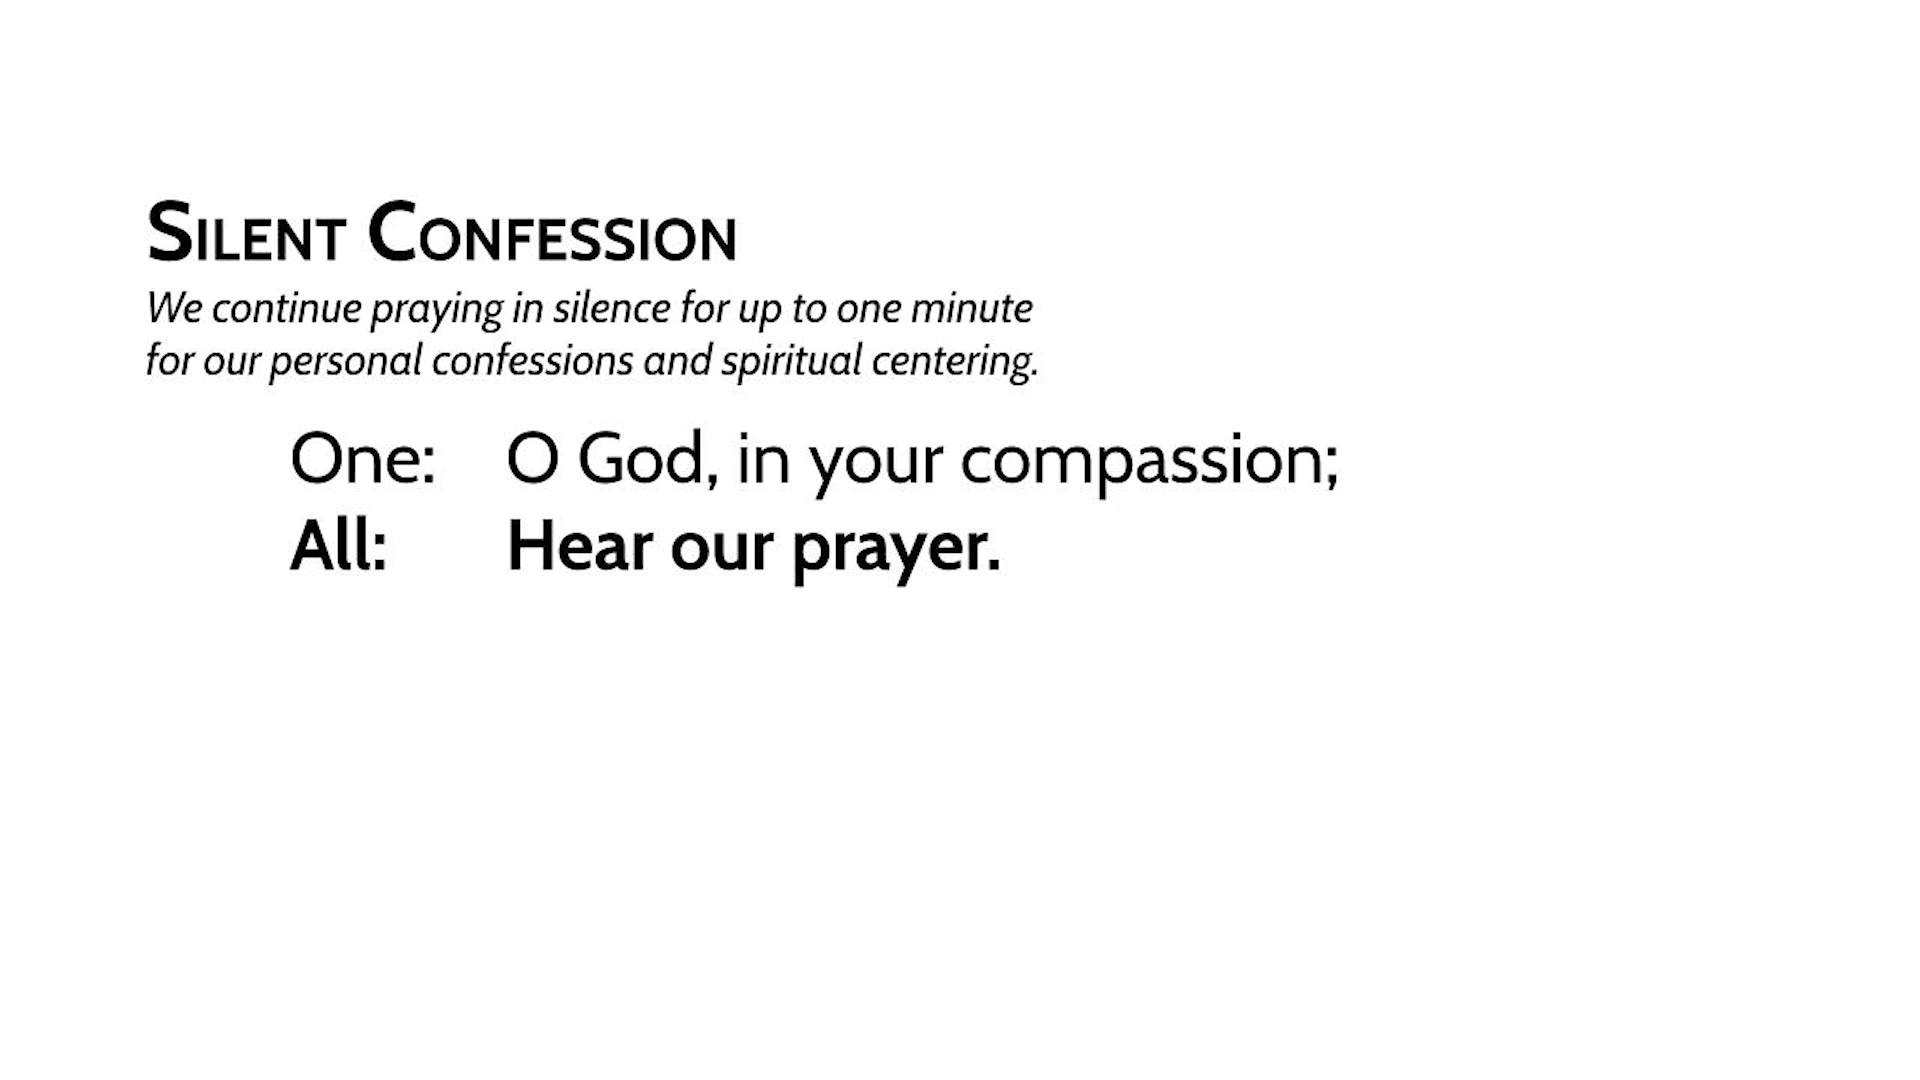 Silent Confession
We continue praying in silence for up to one minute
for our personal confessions and spiritual centering.
One: O God, in your compassion;
All: Hear our prayer.